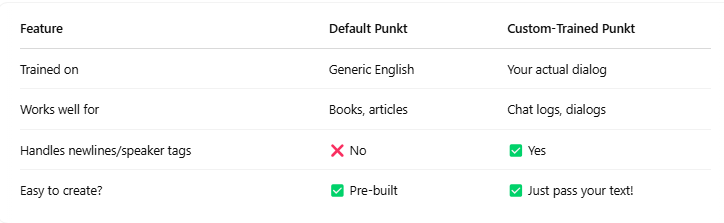 Feature Default Punkt Custom-Trained Punkt
Trained on Generic English Your actual dialog
Works well for Books, articles Chat logs, dialogs
Handles newlines/speaker tags ❌ No ✅ Yes
Easy to create? ✅ Pre-built ✅ Just pass your text!